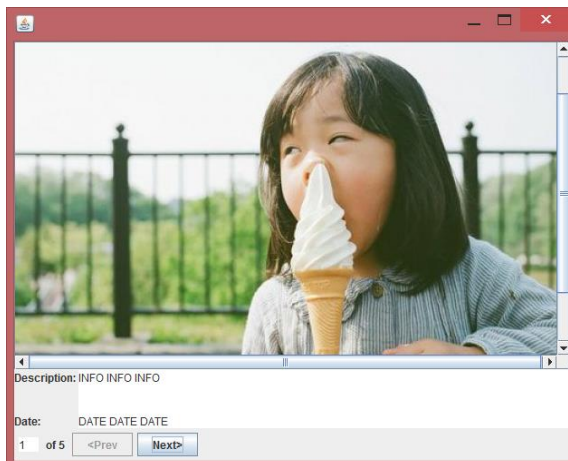 Description: INFO INFO INFO
Date: DATE DATE DATE
1 of 5 <Prev Next>